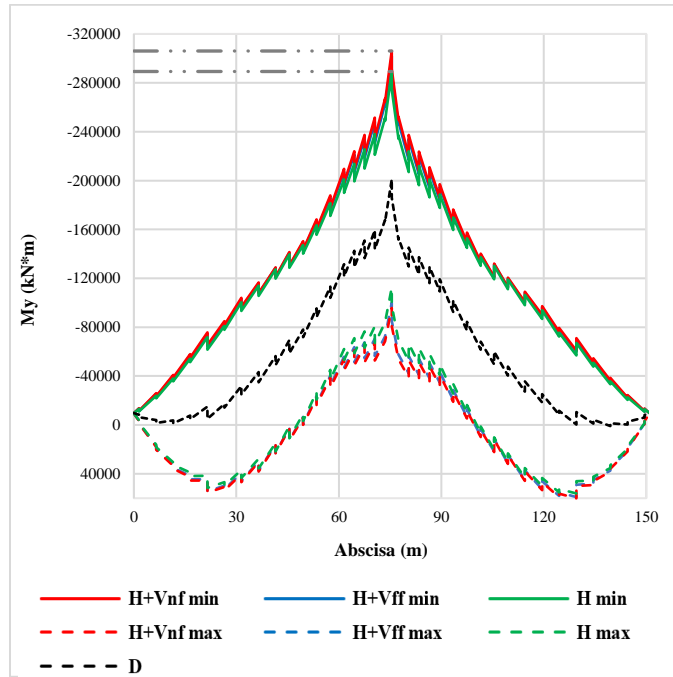 -320000
-280000
-240000
-200000
-160000
-120000
-80000
-40000
0
40000
My (kN*m)
0 30 60 90 120 150
Abscisa (m)
H+Vnf min H+Vff min H min
H+Vnf max H+Vff max H max
D